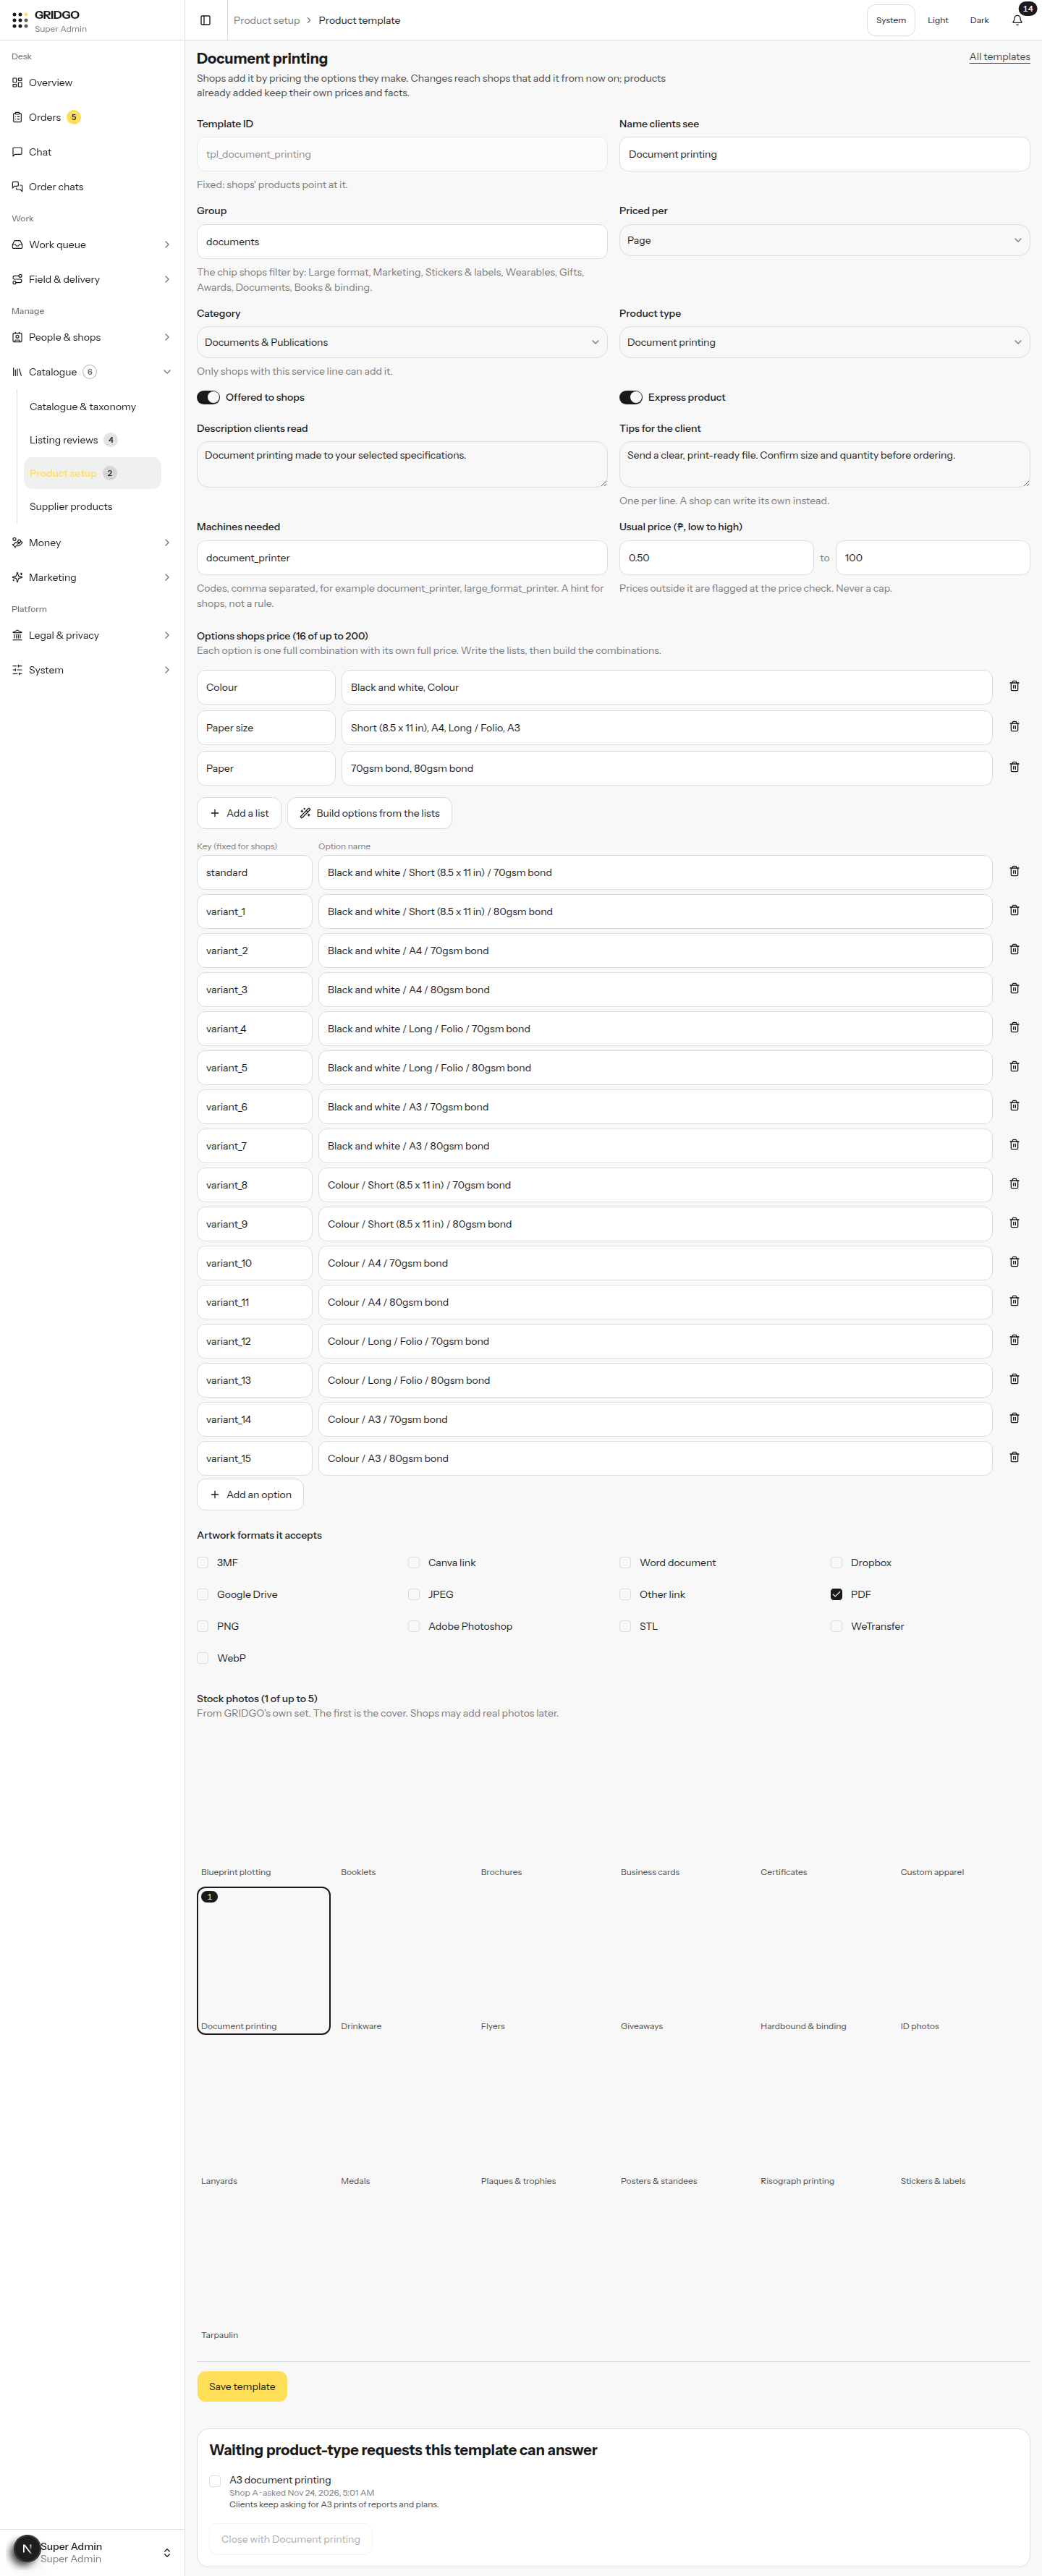 GRIDGO
Super Admin
Desk
Overview
Orders 5
Chat
Order chats
Work
Work queue
Field & delivery
Manage
People & shops
Catalogue 6
Catalogue & taxonomy
Listing reviews 4
Product setup 2
Supplier products
Money
Marketing
Platform
Legal & privacy
System
N
Super Admin
Super Admin
Product setup > Product template
System Light Dark 14
Document printing
All templates
Shops add it by pricing the options they make. Changes reach shops that add it from now on; products
already added keep their own prices and facts.
Template ID
tpl_document_printing
Fixed: shops' products point at it.
Name clients see
Document printing
Group
documents
The chip shops filter by: Large format, Marketing, Stickers & labels, Wearables, Gifts,
Awards, Documents, Books & binding.
Priced per
Page
Category
Documents & Publications
Only shops with this service line can add it.
Product type
Document printing
Offered to shops
Express product
Description clients read
Document printing made to your selected specifications.
Tips for the client
Send a clear, print-ready file. Confirm size and quantity before ordering.
One per line. A shop can write its own instead.
Machines needed
document_printer
Codes, comma separated, for example document_printer, large_format_printer. A hint for
shops, not a rule.
Usual price (₱, low to high)
0.50 to 100
Prices outside it are flagged at the price check. Never a cap.
Options shops price (16 of up to 200)
Each option is one full combination with its own full price. Write the lists, then build the combinations.
Colour Black and white, Colour
Paper size Short (8.5 x 11 in), A4, Long / Folio, A3
Paper 70gsm bond, 80gsm bond
Add a list Build options from the lists
Key (fixed for shops) Option name
standard Black and white / Short (8.5 x 11 in) / 70gsm bond
variant_1 Black and white / Short (8.5 x 11 in) / 80gsm bond
variant_2 Black and white / A4 / 70gsm bond
variant_3 Black and white / A4 / 80gsm bond
variant_4 Black and white / Long / Folio / 70gsm bond
variant_5 Black and white / Long / Folio / 80gsm bond
variant_6 Black and white / A3 / 70gsm bond
variant_7 Black and white / A3 / 80gsm bond
variant_8 Colour / Short (8.5 x 11 in) / 70gsm bond
variant_9 Colour / Short (8.5 x 11 in) / 80gsm bond
variant_10 Colour / A4 / 70gsm bond
variant_11 Colour / A4 / 80gsm bond
variant_12 Colour / Long / Folio / 70gsm bond
variant_13 Colour / Long / Folio / 80gsm bond
variant_14 Colour / A3 / 70gsm bond
variant_15 Colour / A3 / 80gsm bond
Add an option
Artwork formats it accepts
3MF Canva link Word document Dropbox
Google Drive JPEG Other link PDF
PNG Adobe Photoshop STL WeTransfer
WebP
Stock photos (1 of up to 5)
From GRIDGO's own set. The first is the cover. Shops may add real photos later.
Blueprint plotting Booklets Brochures Business cards Certificates Custom apparel
1
Document printing Drinkware Flyers Giveaways Hardbound & binding ID photos
Lanyards Medals Plaques & trophies Posters & standees Risograph printing Stickers & labels
Tarpaulin
Save template
Waiting product-type requests this template can answer
A3 document printing
Shop A · asked Nov 24, 2026, 5:01 AM
Clients keep asking for A3 prints of reports and plans.
Close with Document printing